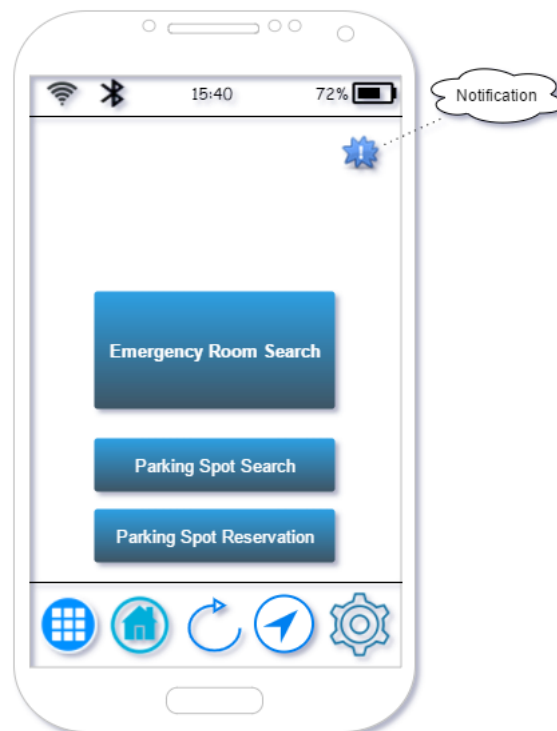 15:40
72%
Notification
!
Emergency Room Search
Parking Spot Search
Parking Spot Reservation